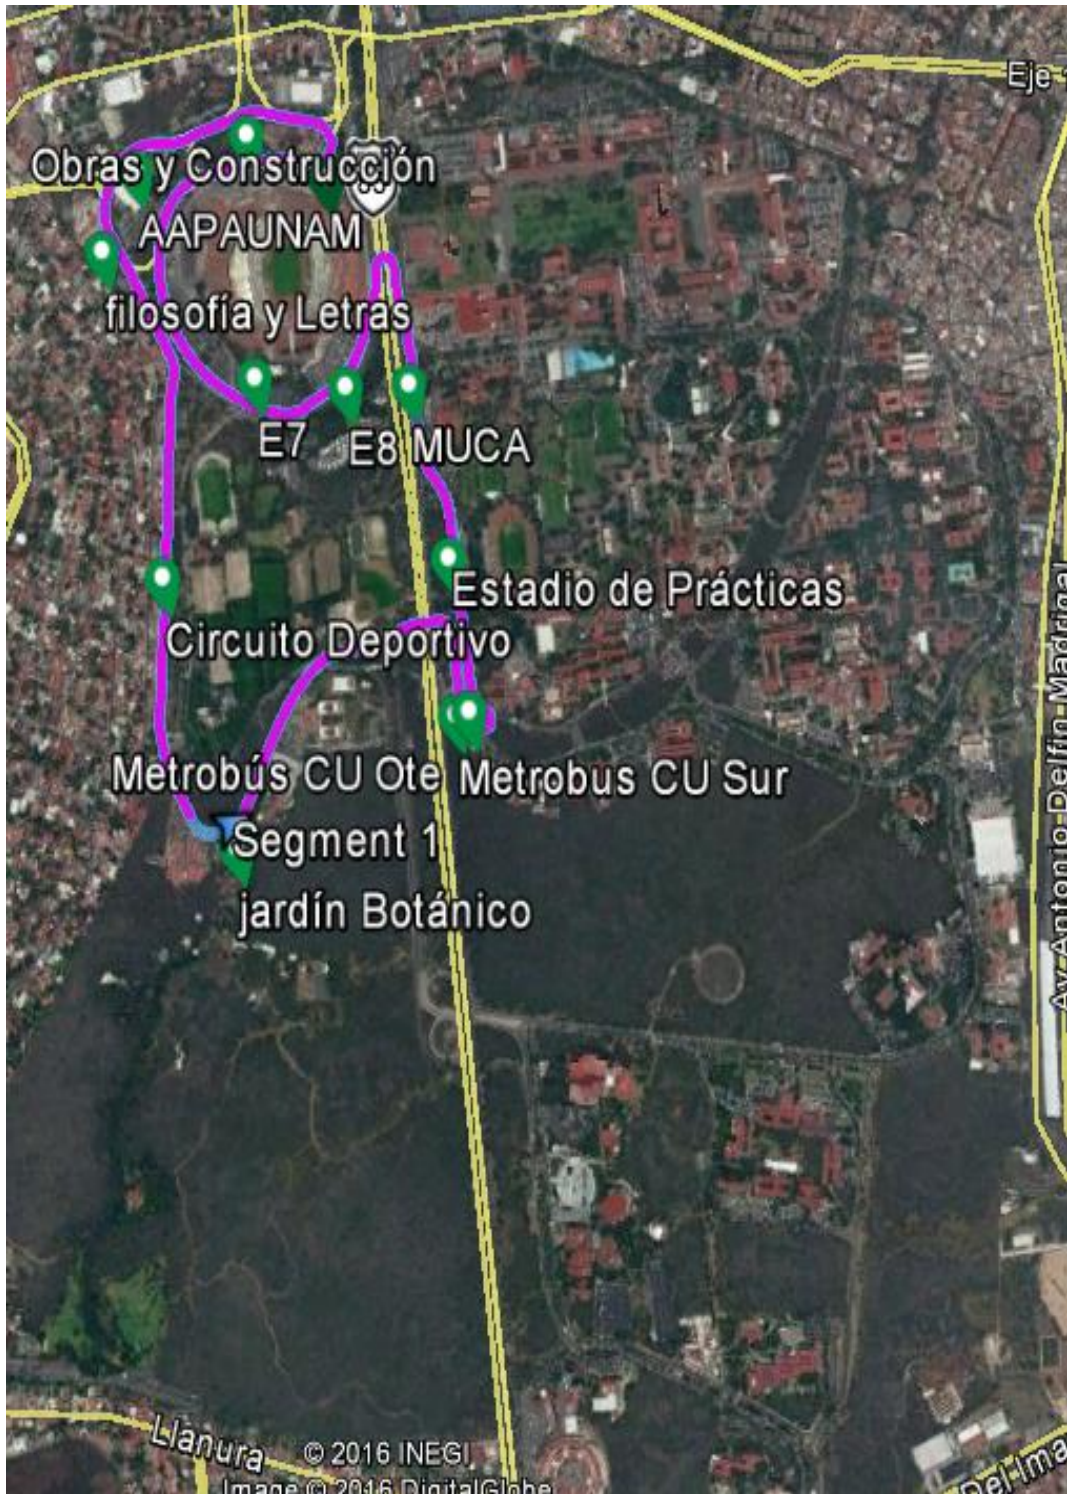 Eje
Obras y Construcción
AAPAUNAM
filosofía y Letras
E7
E8
MUCA
Estadio de Prácticas
Circuito Deportivo
Av. Antonio Delfín Madrigal
Metrobús CU Ote
Metrobus CU Sur
Segment 1
jardín Botánico
Llanura
© 2016 INEGI
Image © 2016 DigitalGlobe
Del Ima